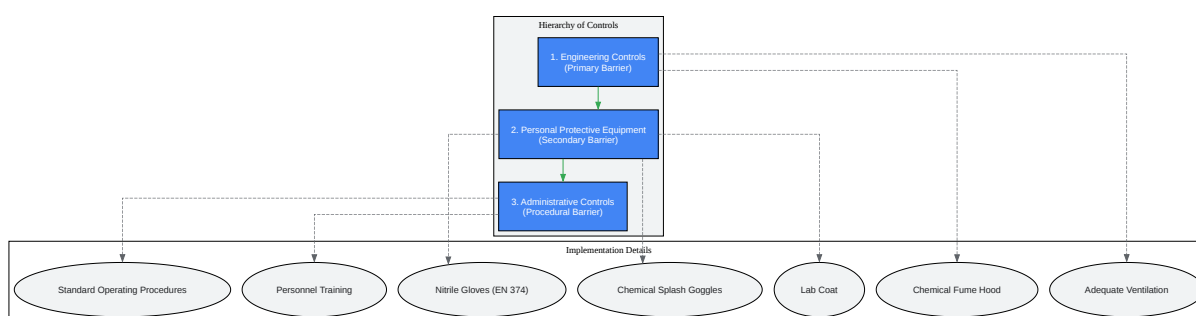 Hierarchy of Controls
1. Engineering Controls
(Primary Barrier)
2. Personal Protective Equipment
(Secondary Barrier)
3. Administrative Controls
(Procedural Barrier)
Implementation Details
Standard Operating Procedures
Personnel Training
Nitrile Gloves (EN 374)
Chemical Splash Goggles
Lab Coat
Chemical Fume Hood
Adequate Ventilation